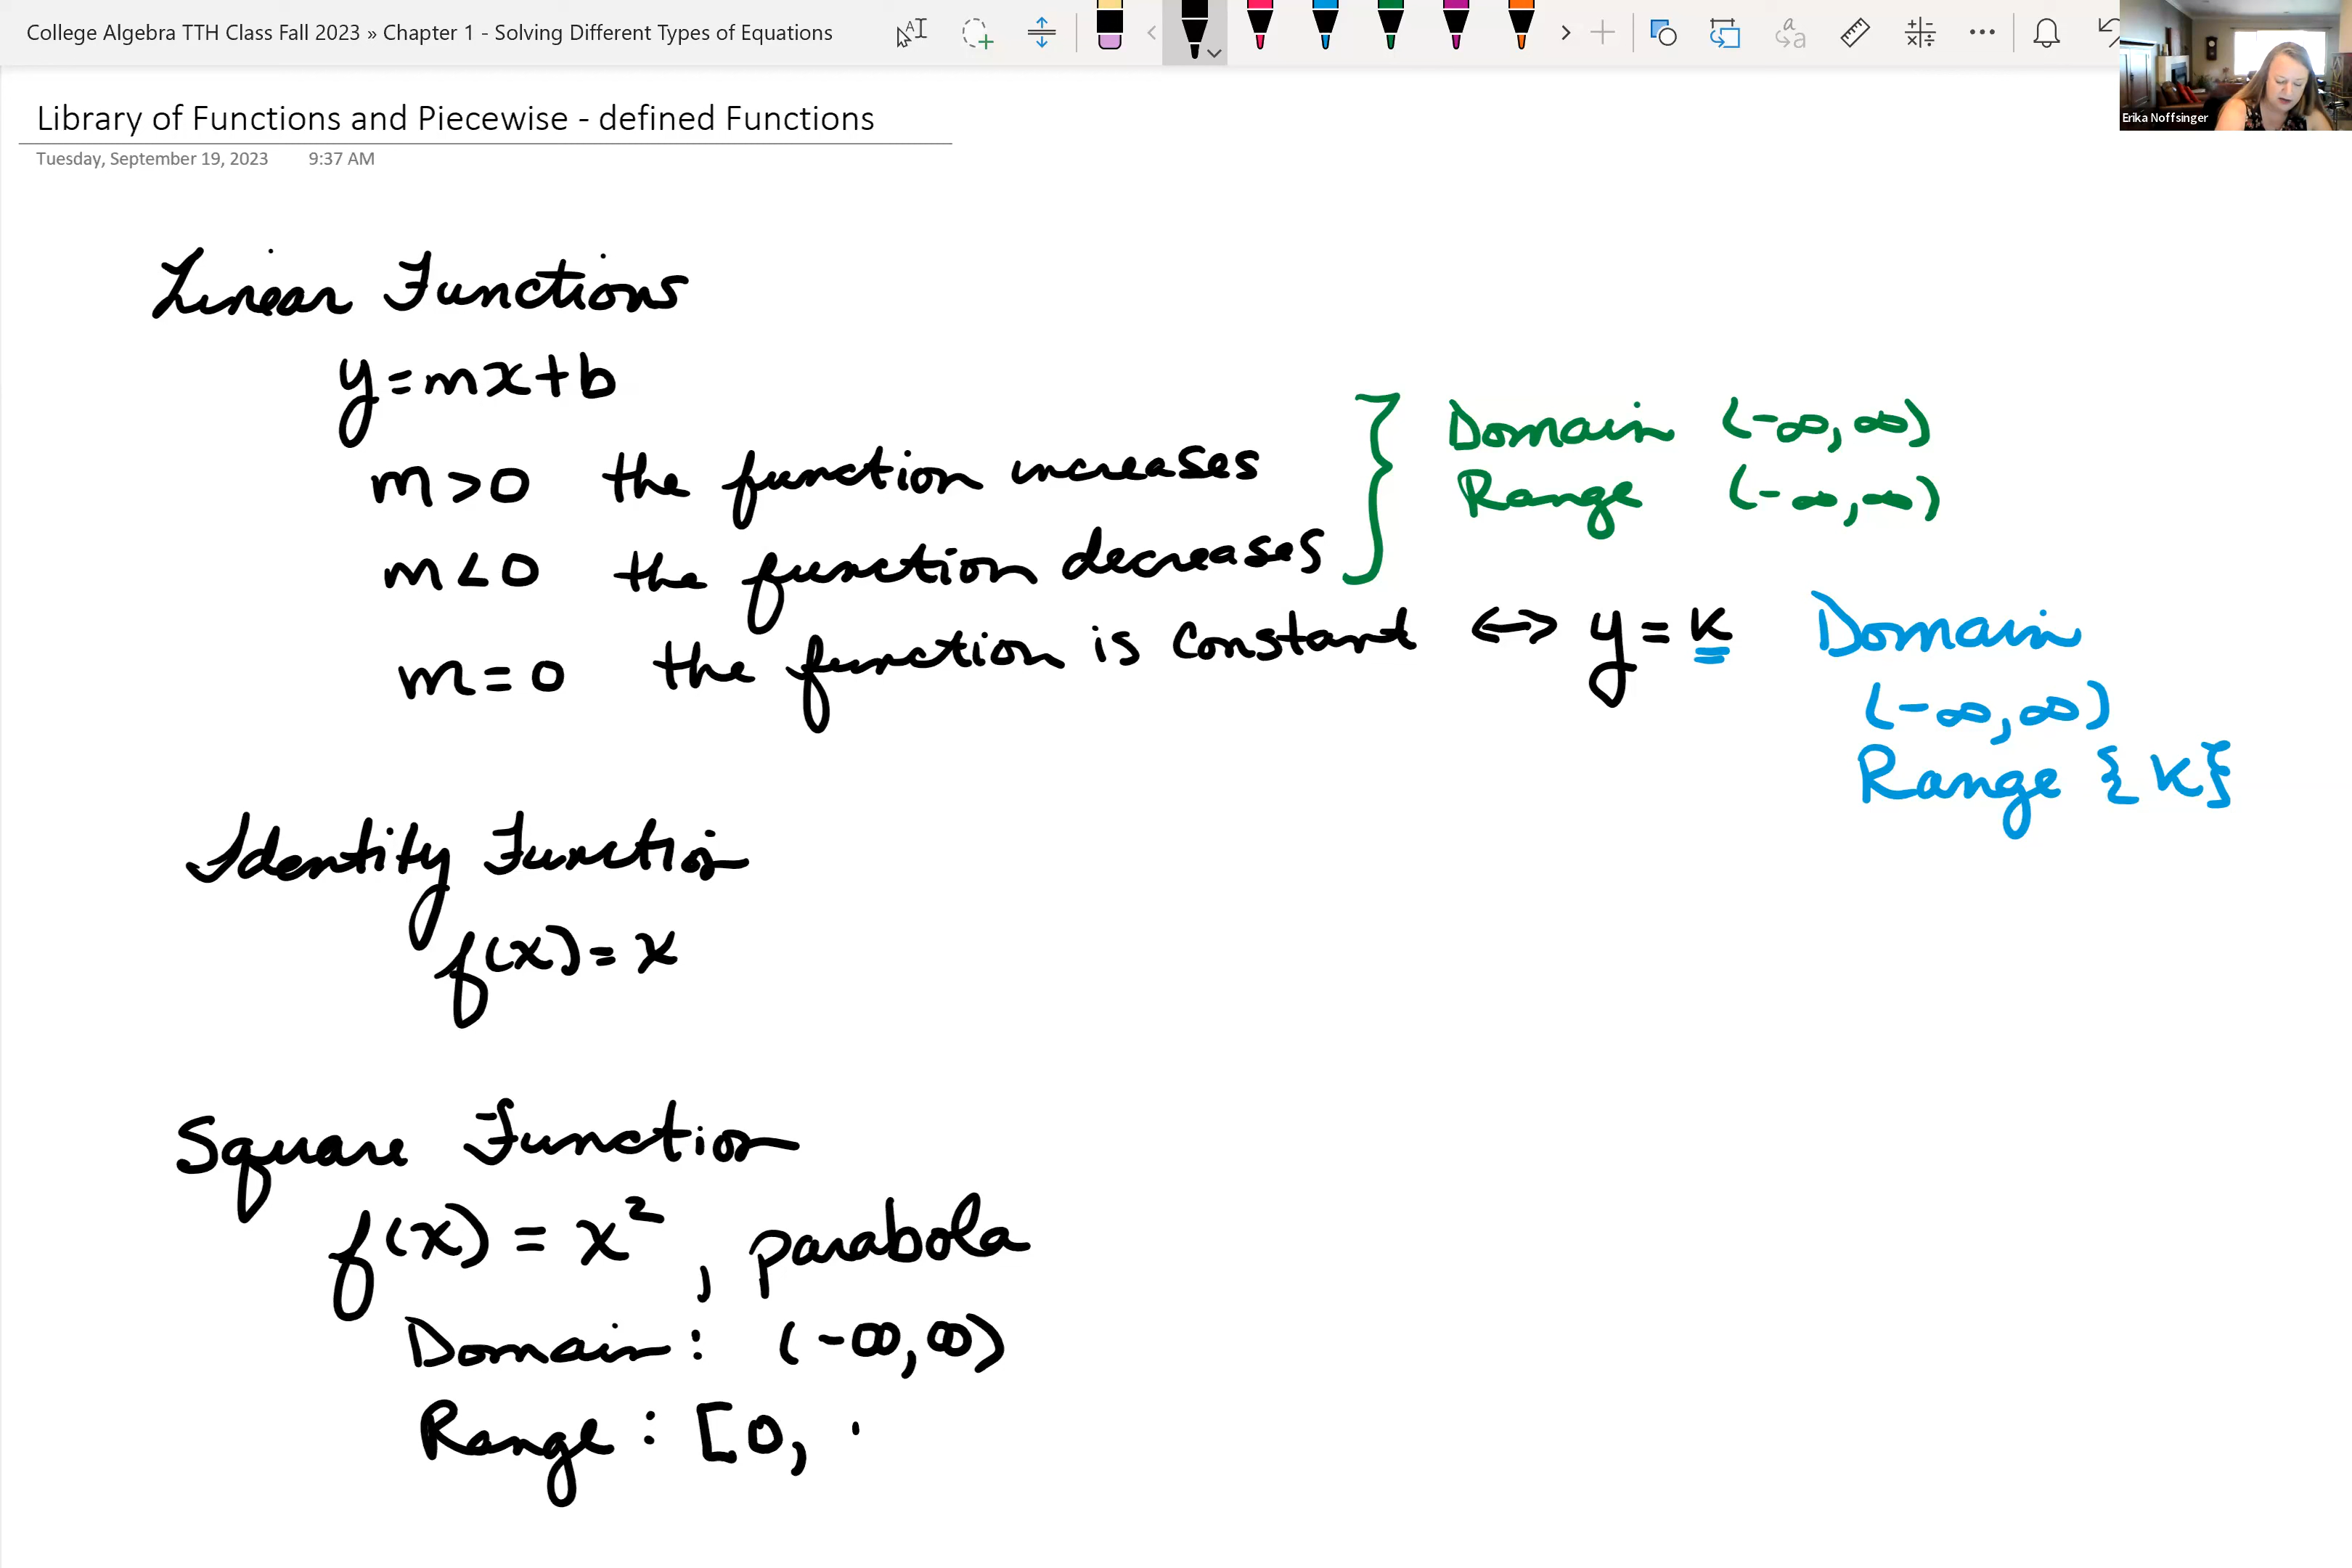 College Algebra TTH Class Fall 2023 » Chapter 1 - Solving Different Types of Equations
Erika Noffsinger
Library of Functions and Piecewise - defined Functions
Tuesday, September 19, 2023 9:37 AM
Linear Functions
y=mx+b
m>0 the function increases
m<0 the function decreases
} Domain (-∞,∞)
Range (-∞,∞)
m=0 the function is constant <-> y=k
Domain
(-∞,∞)
Range {k}
Identity Function
f(x)=x
Square Function
f(x) = x², parabola
Domain: (-∞,∞)
Range: [0,